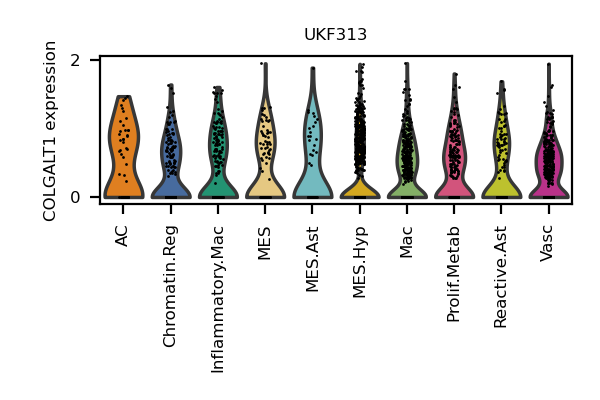 UKF313
COLGALT1 expression
2
0
AC
Chromatin.Reg
Inflammatory.Mac
MES
MES.Ast
MES.Hyp
Mac
Prolif.Metab
Reactive.Ast
Vasc